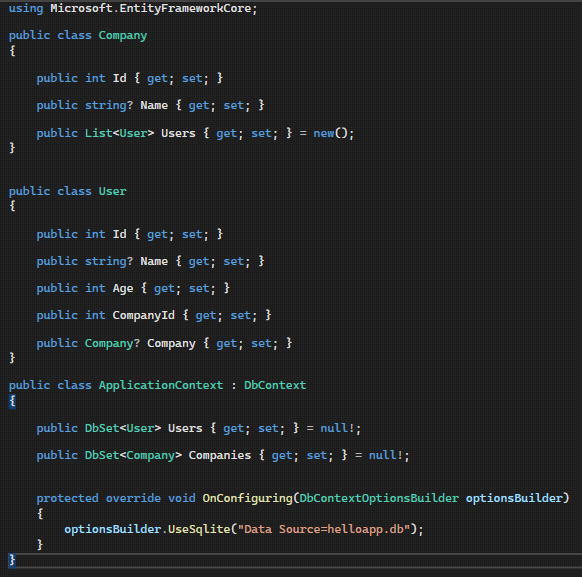 using Microsoft.EntityFrameworkCore;
public class Company
{
public int Id { get; set; }
public string? Name { get; set; }
public List<User> Users { get; set; } = new();
}
public class User
{
public int Id { get; set; }
public string? Name { get; set; }
public int Age { get; set; }
public int CompanyId { get; set; }
public Company? Company { get; set; }
}
public class ApplicationContext : DbContext
{
public DbSet<User> Users { get; set; } = null!;
public DbSet<Company> Companies { get; set; } = null!;
protected override void OnConfiguring(DbContextOptionsBuilder optionsBuilder)
{
optionsBuilder.UseSqlite("Data Source=helloapp.db");
}
}